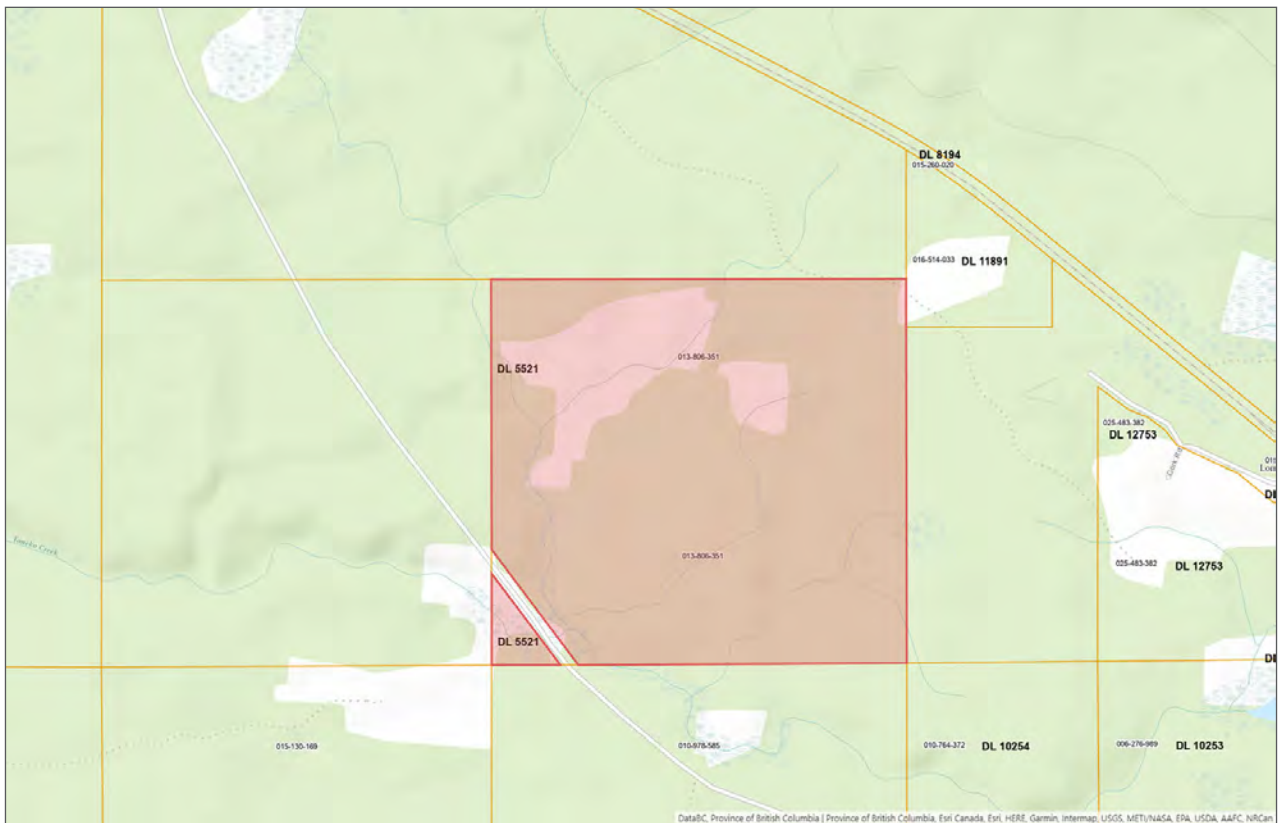 DL 8194
015-260-020
016-514-033 DL 11891
013-806-351
DL 5521
025-483-382
DL 12753
013-806-351
025-483-382 DL 12753
DL 5521
015-130-169
010-978-585
010-764-372 DL 10254
006-276-989 DL 10253
DataBC, Province of British Columbia | Province of British Columbia, Esri Canada, Esri, HERE, Garmin, Intermap, USGS, METI/NASA, EPA, USDA, AAFC, NRCan